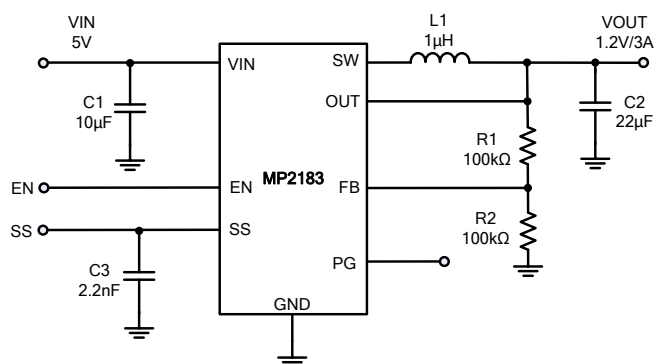 VIN
5V
L1
1µH
VOUT
1.2V/3A
VIN
SW
C1
10µF
OUT
C2
22µF
R1
100kΩ
MP2183
EN
EN
FB
R2
100kΩ
SS
SS
C3
2.2nF
PG
GND